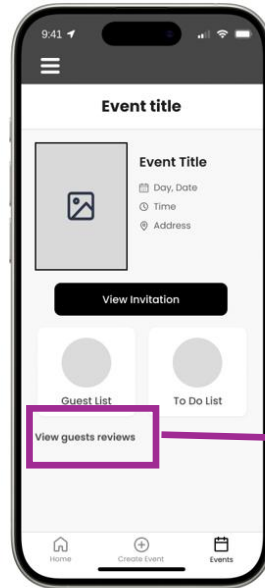 9:41
Event title
Event Title
Day, Date
Time
Address
View Invitation
Guest List
To Do List
View guests reviews
Home
Create Event
Events